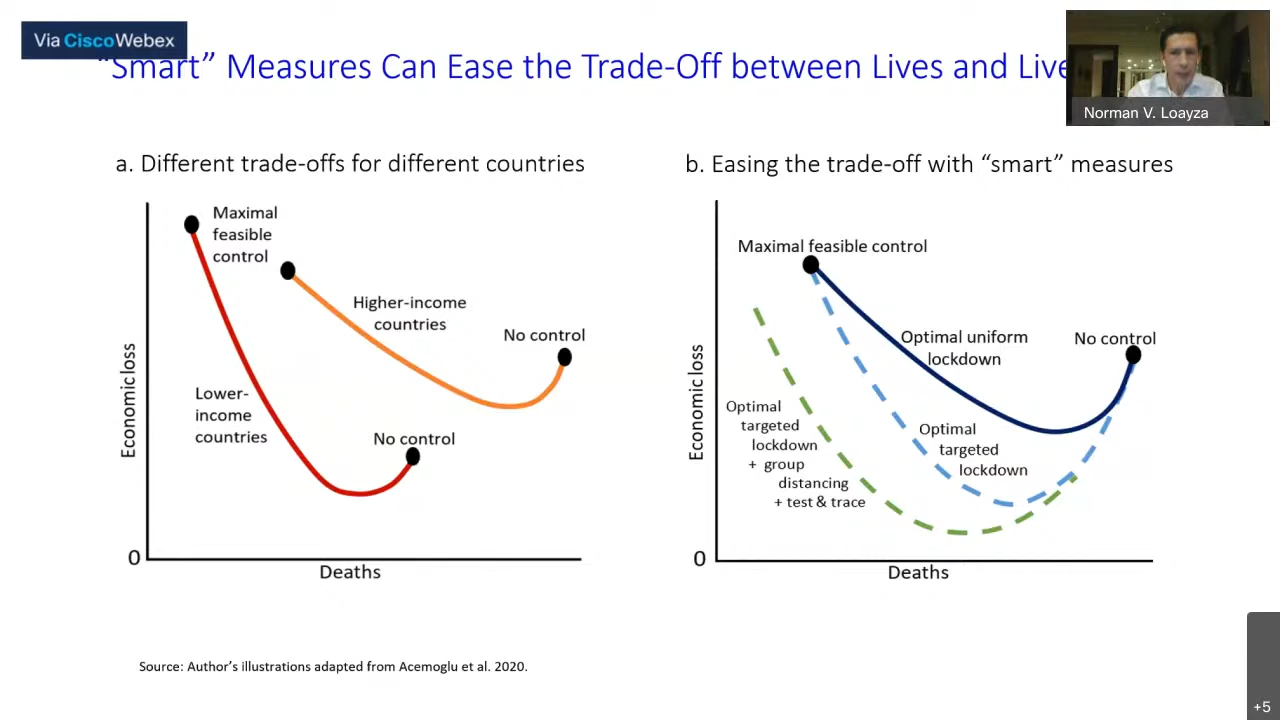 Via Cisco Webex
"Smart" Measures Can Ease the Trade-Off between Lives and
Norman V. Loayza
a. Different trade-offs for different countries
Maximal
feasible
control
Higher-income
countries
No control
Lower-
income
countries
No control
Economic loss
0
Deaths
b. Easing the trade-off with “smart” measures
Maximal feasible control
Optimal uniform
lockdown
No control
Optimal
targeted
lockdown
+ group
distancing
+ test & trace
Optimal
targeted
lockdown
Economic loss
0
Deaths
Source: Author’s illustrations adapted from Acemoglu et al. 2020.
+5